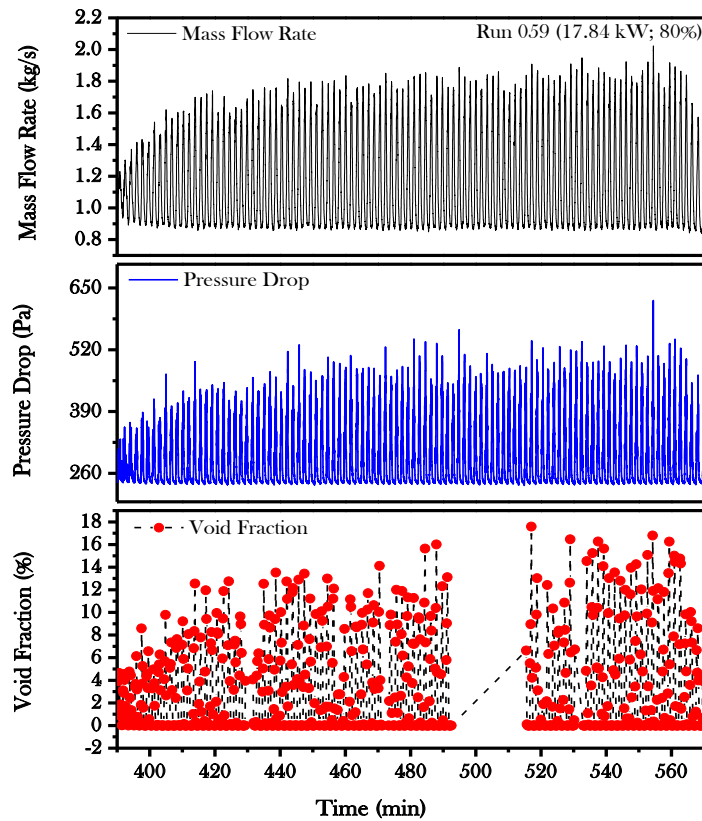 Mass Flow Rate
Run 059 (17.84 kW; 80%)
Mass Flow Rate (kg/s)
2.2
2.0
1.8
1.6
1.4
1.2
1.0
0.8
Pressure Drop
Pressure Drop (Pa)
650
520
390
260
Void Fraction
Void Fraction (%)
18
16
14
12
10
8
6
4
2
0
-2
400 420 440 460 480 500 520 540 560
Time (min)